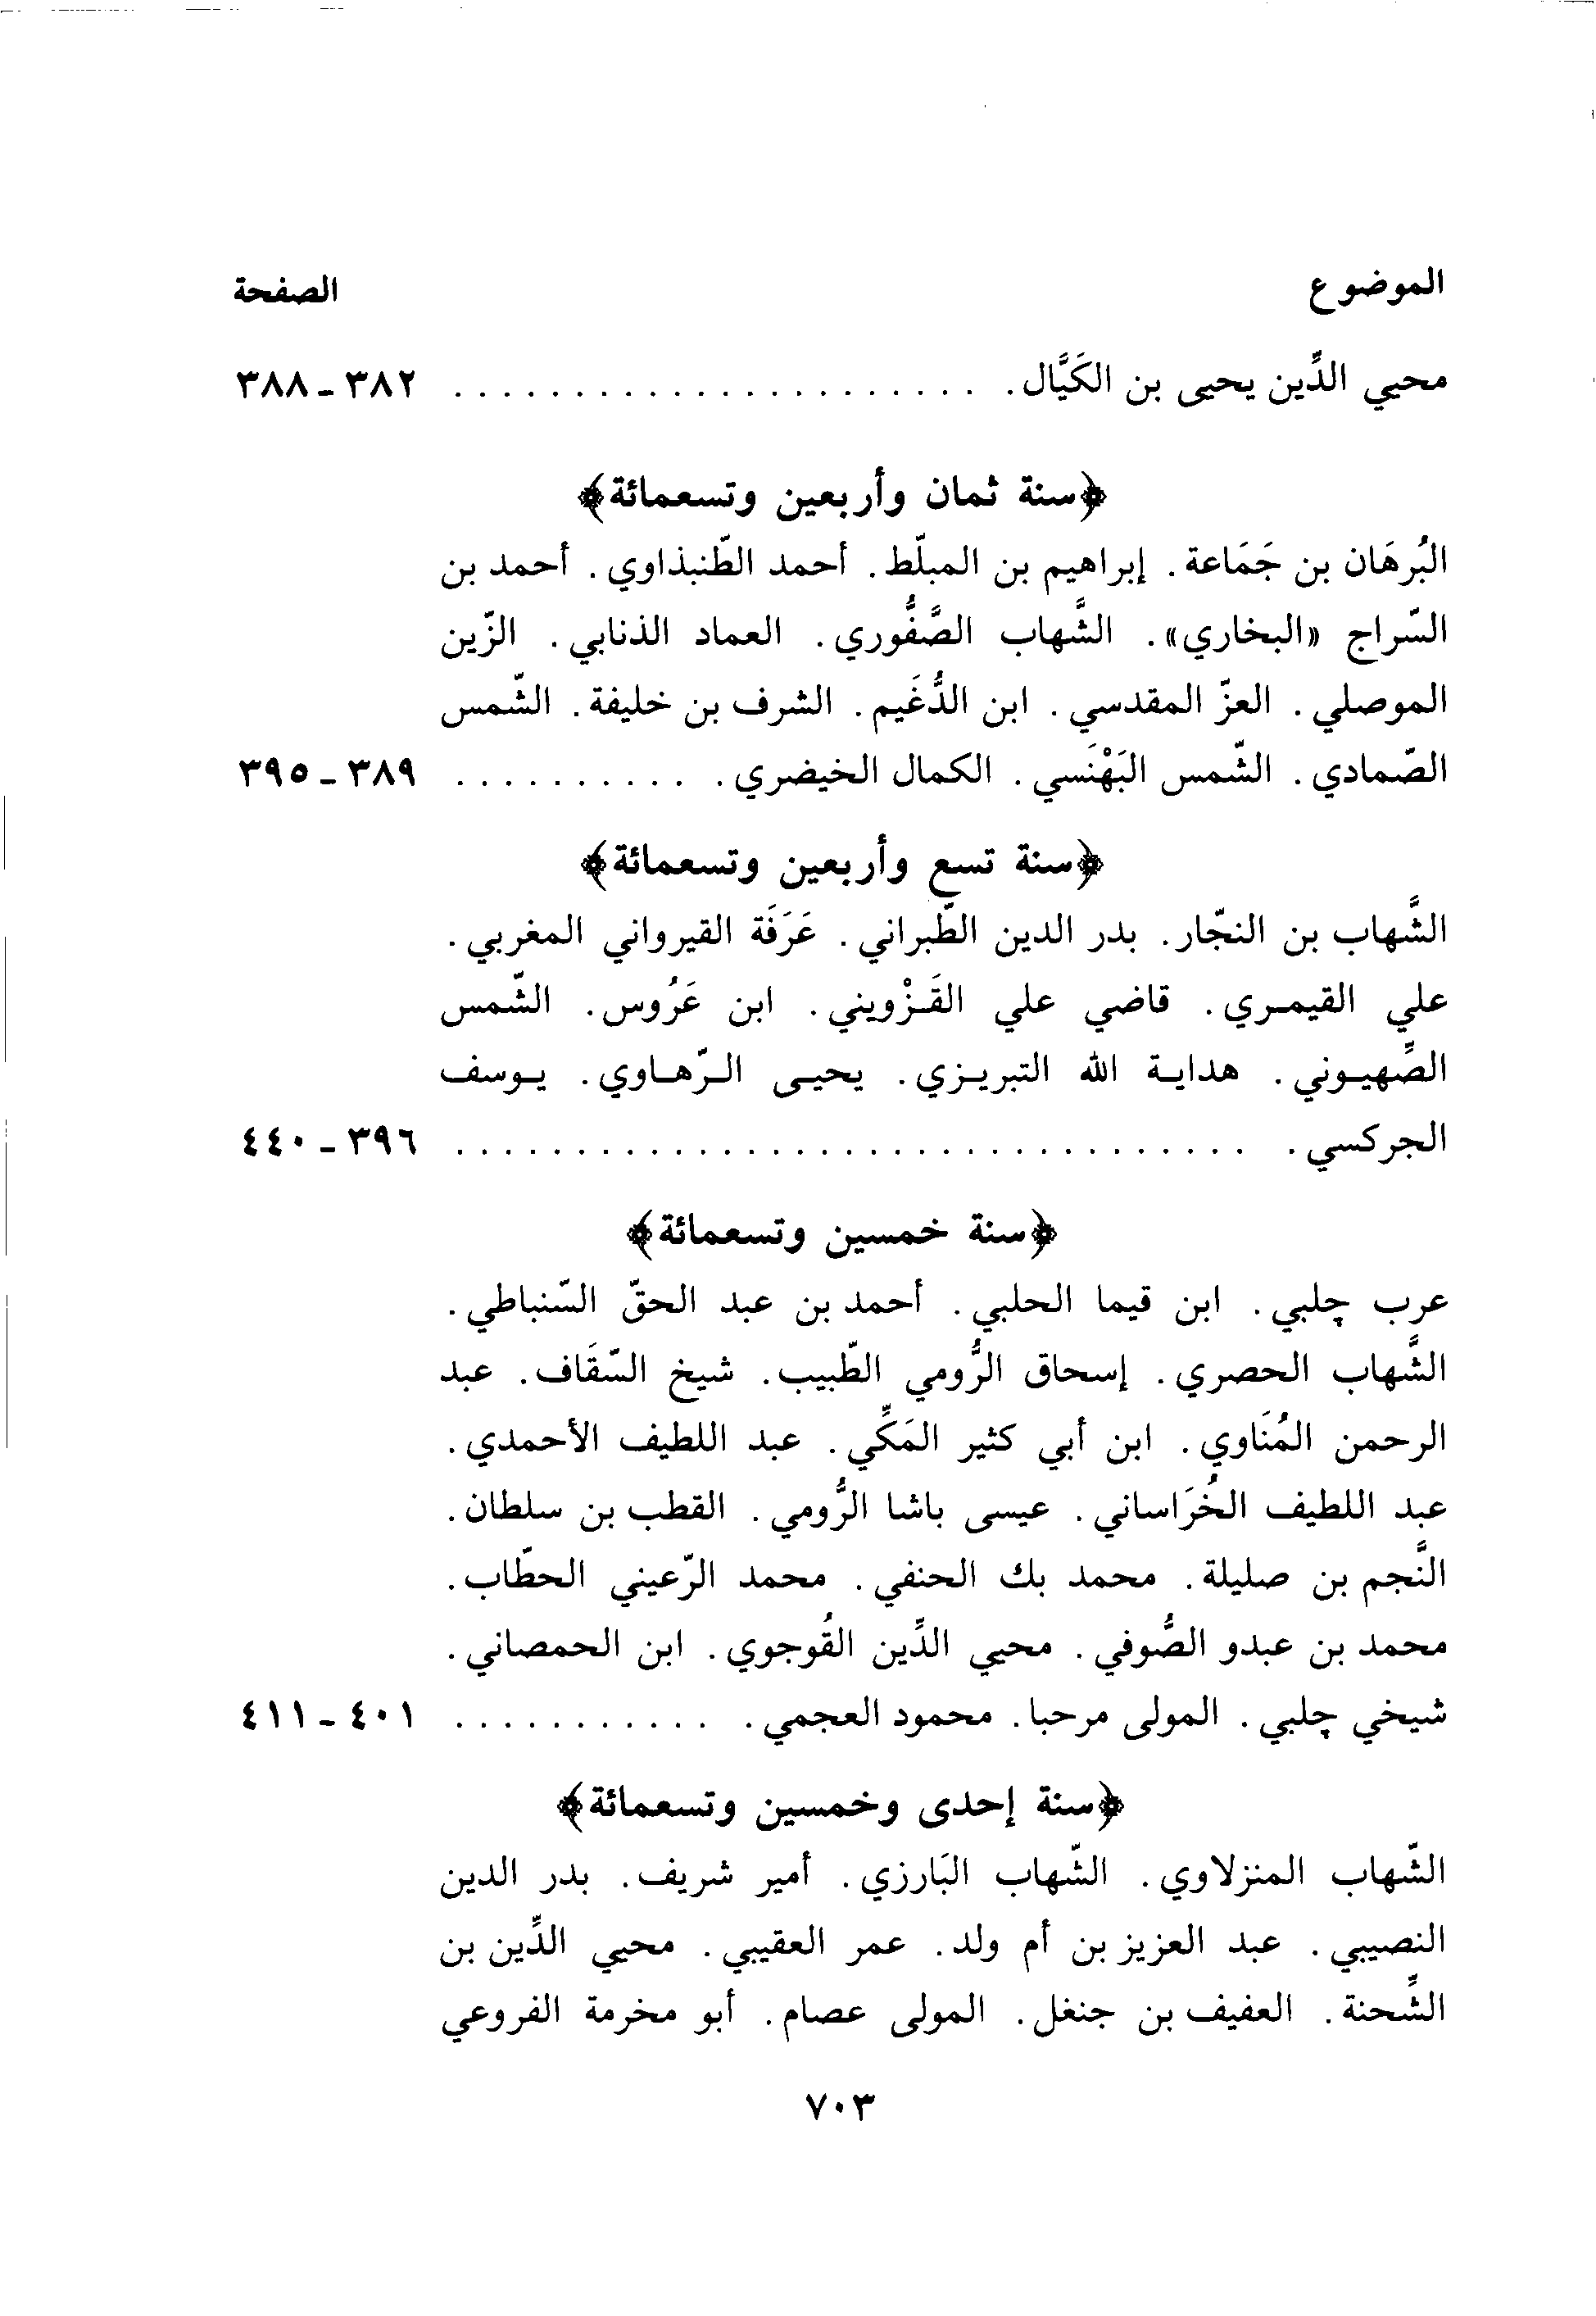 الموضوع الصفحة
محيي الدِّين يحيى بن الكَيَّال. . . . . . . . . . . . . . . . . . . . . . . ٣٨٢ - ٣٨٨
﴿سنة ثمان وأربعين وتسعمائة﴾
البُرهَان بن جَمَاعة. إبراهيم بن المبلّط. أحمد الطّنبذاوي. أحمد بن
السّراج «البخاري». الشَّهاب الصَّفُّوري. العماد الذنابي. الزّين
الموصلي. العزّ المقدسي. ابن الدُّغَيم. الشرف بن خليفة. الشّمس
الصّمادي. الشّمس البَهْنَسي. الكمال الخيضري. . . . . . . . . . . ٣٨٩ - ٣٩٥
﴿سنة تسع وأربعين وتسعمائة﴾
الشَّهاب بن النجّار. بدر الدين الطّبراني. عَرَفَة القيرواني المغربي.
علي القيمـري. قاضي علي القَـزْويني. ابن عَرُوس. الشّمس
الصِّهيـوني. هدايـة الله التبريـزي. يحيـى الـرّهـاوي. يـوسف
الجركسي. . . . . . . . . . . . . . . . . . . . . . . . . . . . . . . . . . ٣٩٦ - ٤٤٠
﴿سنة خمسين وتسعمائة﴾
عرب چلبي. ابن قيما الحلبي. أحمد بن عبد الحقّ السّنباطي.
الشَّهاب الحصري. إسحاق الرُّومي الطّبيب. شيخ السّقَاف. عبد
الرحمن المُنَاوي. ابن أبي كثير المَكِّي. عبد اللطيف الأحمدي.
عبد اللطيف الخُرَاساني. عيسى باشا الرُّومي. القطب بن سلطان.
النَّجم بن صليلة. محمد بك الحنفي. محمد الرّعيني الحطّاب.
محمد بن عبدو الصُّوفي. محيي الدِّين القُوجوي. ابن الحمصاني.
شيخي چلبي. المولى مرحبا. محمود العجمي. . . . . . . . . . . . ٤٠١ - ٤١١
﴿سنة إحدى وخمسين وتسعمائة﴾
الشّهاب المنزلاوي. الشّهاب البَارزي. أمير شريف. بدر الدين
النصيبي. عبد العزيز بن أم ولد. عمر العقيبي. محيي الدِّين بن
الشِّحنة. العفيف بن جنغل. المولى عصام. أبو مخرمة الفروعي
٧٠٣